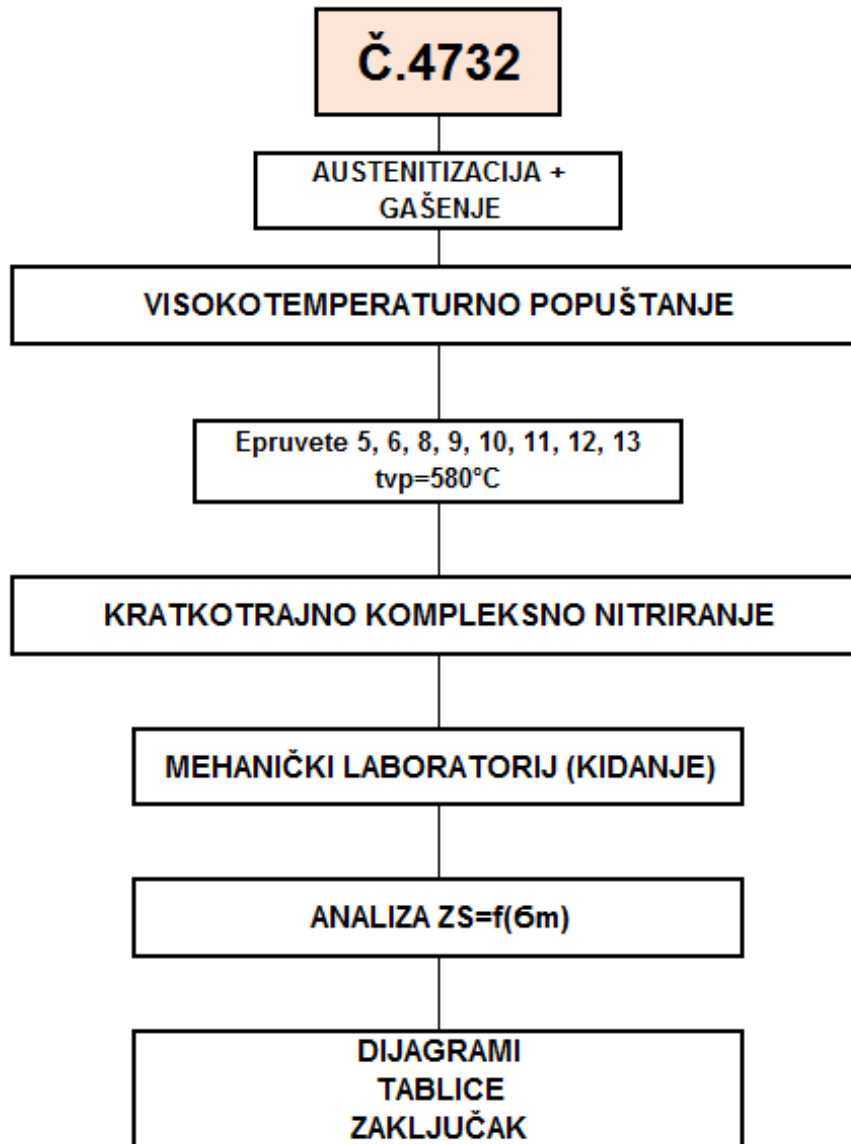 Č.4732
AUSTENITIZACIJA +
GAŠENJE
VISOKOTEMPERATURNO POPUŠTANJE
Epruvete 5, 6, 8, 9, 10, 11, 12, 13
tvp=580°C
KRATKOTRAJNO KOMPLEKSNO NITRIRANJE
MEHANIČKI LABORATORIJ (KIDANJE)
ANALIZA ZS=f(бm)
DIJAGRAMI
TABLICE
ZAKLJUČAK